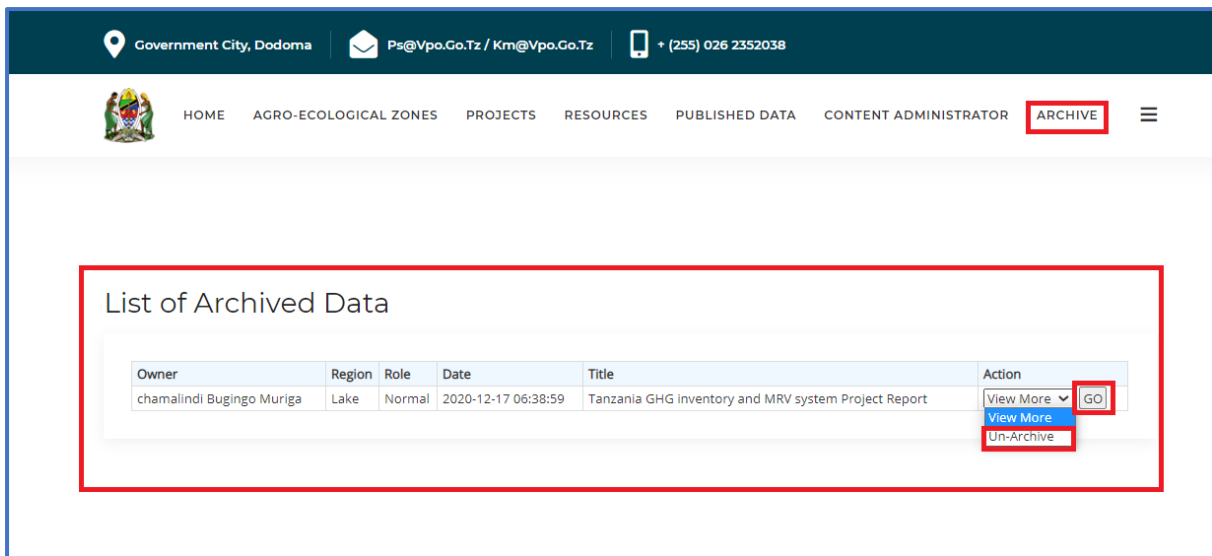 Government City, Dodoma Ps@Vpo.Go.Tz / Km@Vpo.Go.Tz + (255) 026 2352038
HOME AGRO-ECOLOGICAL ZONES PROJECTS RESOURCES PUBLISHED DATA CONTENT ADMINISTRATOR ARCHIVE
List of Archived Data
Owner Region Role Date Title Action
chamalindi Bugingo Muriga Lake Normal 2020-12-17 06:38:59 Tanzania GHG inventory and MRV system Project Report View More GO
View More
Un-Archive